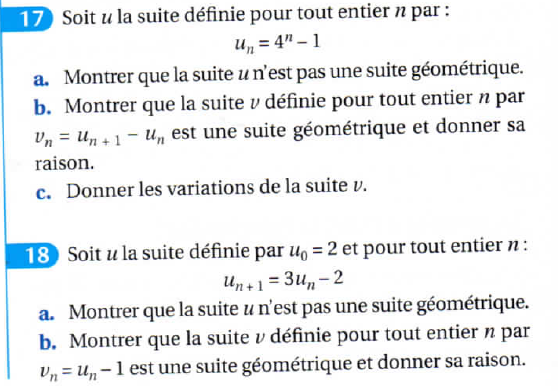 17 Soit u la suite définie pour tout entier n par :
uₙ = 4ⁿ – 1
a. Montrer que la suite u n'est pas une suite géométrique.
b. Montrer que la suite v définie pour tout entier n par
vₙ = uₙ₊₁ – uₙ est une suite géométrique et donner sa
raison.
c. Donner les variations de la suite v.
18 Soit u la suite définie par u₀ = 2 et pour tout entier n :
uₙ₊₁ = 3uₙ – 2
a. Montrer que la suite u n'est pas une suite géométrique.
b. Montrer que la suite v définie pour tout entier n par
vₙ = uₙ – 1 est une suite géométrique et donner sa raison.